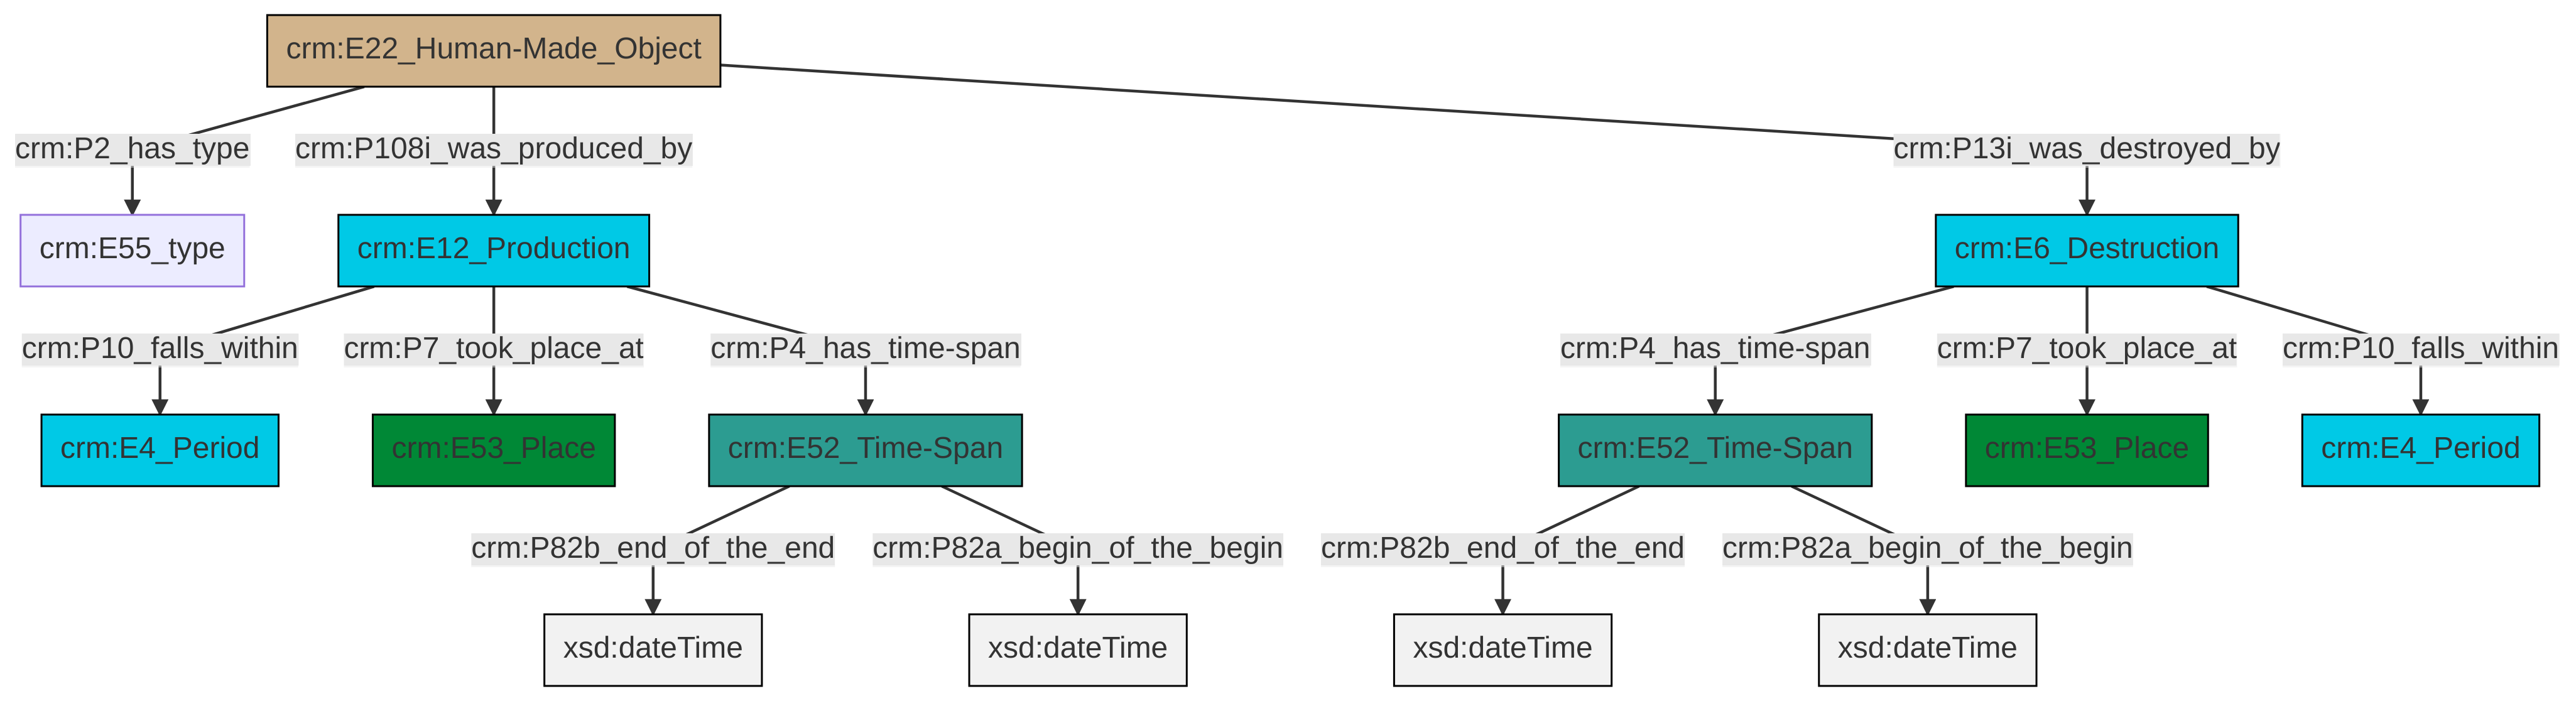 crm:E22_Human-Made_Object
crm:P2_has_type
crm:P108i_was_produced_by
crm:P13i_was_destroyed_by
crm:E55_type
crm:E12_Production
crm:E6_Destruction
crm:P10_falls_within
crm:P7_took_place_at
crm:P4_has_time-span
crm:P4_has_time-span
crm:P7_took_place_at
crm:P10_falls_within
crm:E4_Period
crm:E53_Place
crm:E52_Time-Span
crm:E52_Time-Span
crm:E53_Place
crm:E4_Period
crm:P82b_end_of_the_end
crm:P82a_begin_of_the_begin
crm:P82b_end_of_the_end
crm:P82a_begin_of_the_begin
xsd:dateTime
xsd:dateTime
xsd:dateTime
xsd:dateTime